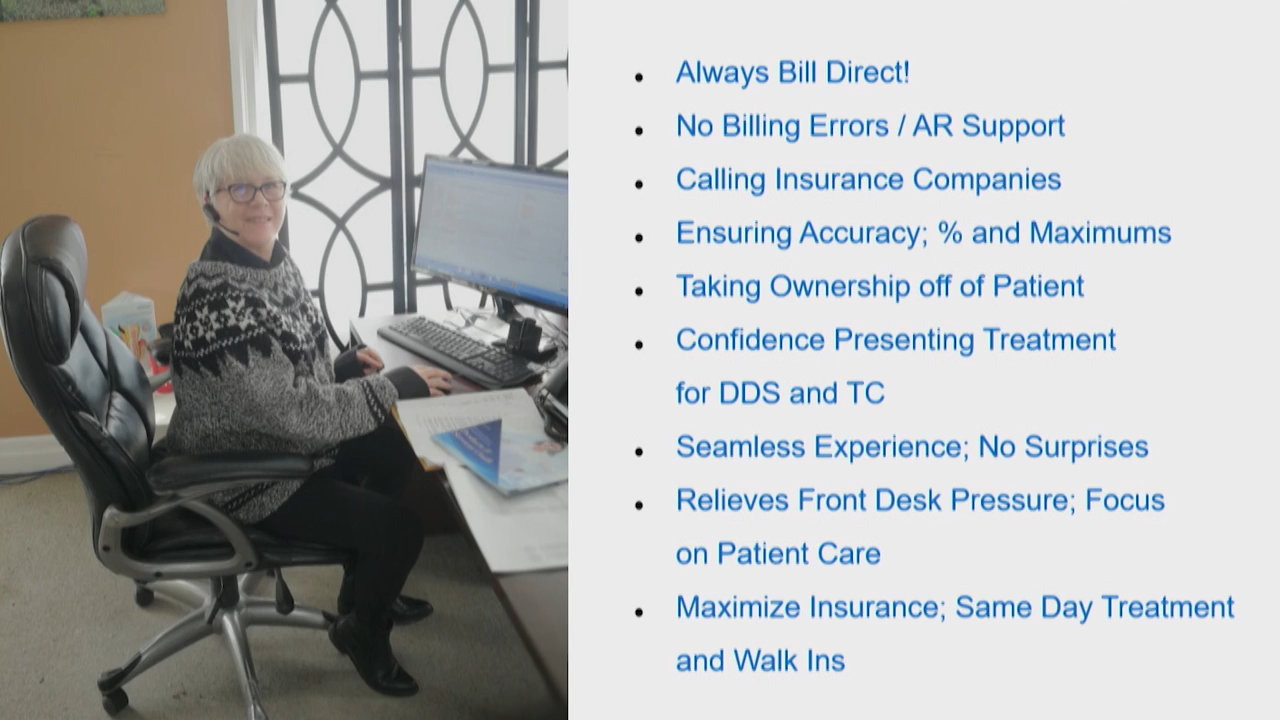 Always Bill Direct!
No Billing Errors / AR Support
Calling Insurance Companies
Ensuring Accuracy; % and Maximums
Taking Ownership off of Patient
Confidence Presenting Treatment
for DDS and TC
Seamless Experience; No Surprises
Relieves Front Desk Pressure; Focus
on Patient Care
Maximize Insurance; Same Day Treatment
and Walk Ins